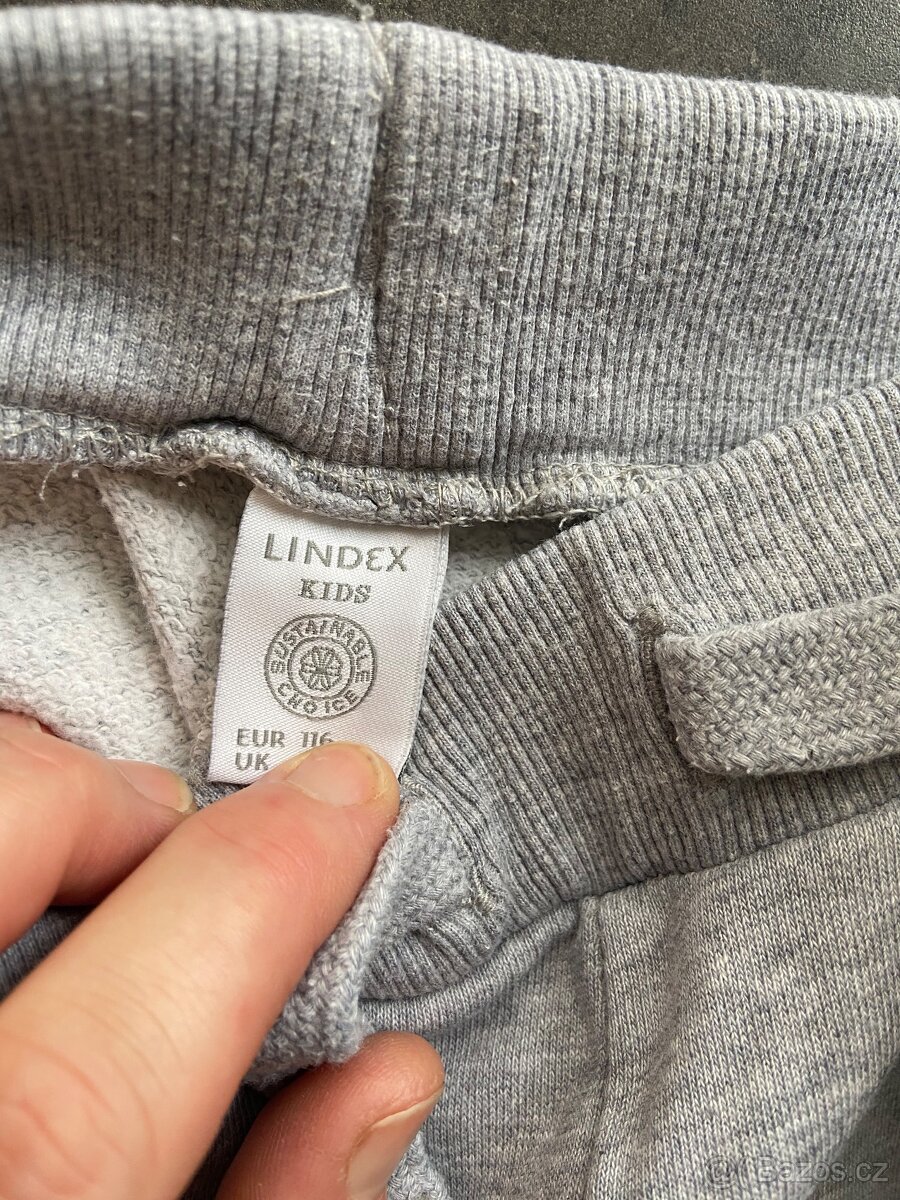 LINDEX
KIDS
SUSTAINABLE
CHOICE
EUR 116
UK
© Bazos.cz